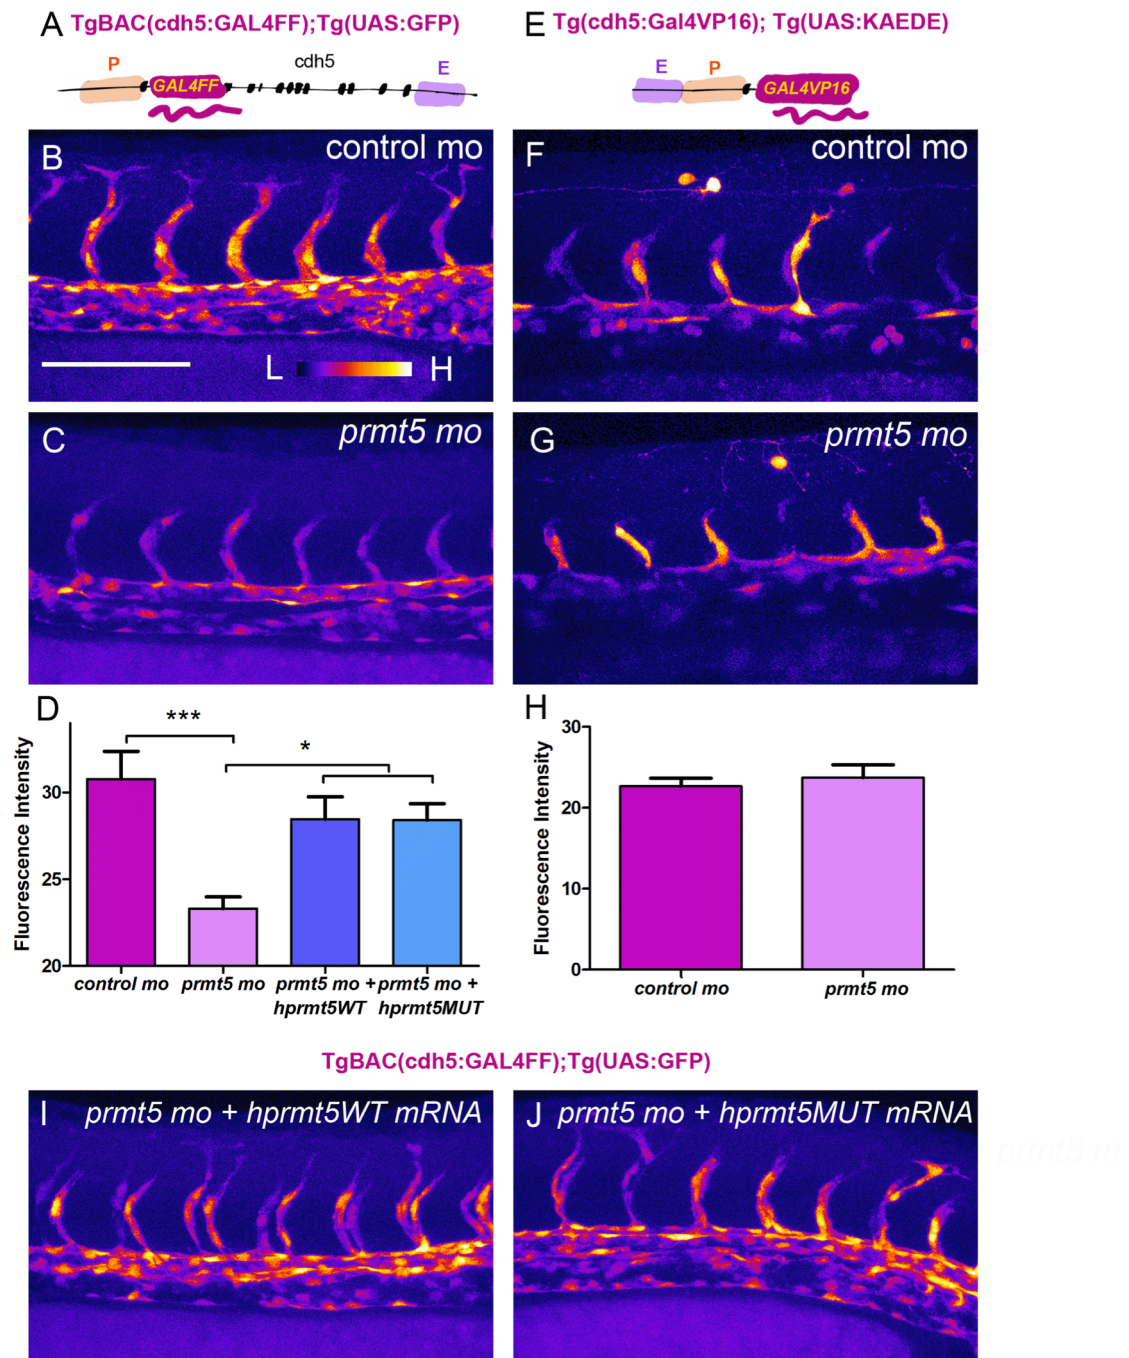 A TgBAC(cdh5:GAL4FF);Tg(UAS:GFP)
P GAL4FF cdh5 E
B control mo
L H
C prmt5 mo
D
Fluorescence Intensity
30
25
20
*** *
control mo prmt5 mo prmt5 mo + prmt5 mo +
hprmt5WT hprmt5MUT
E Tg(cdh5:Gal4VP16); Tg(UAS:KAEDE)
E P GAL4VP16
F control mo
G prmt5 mo
H
Fluorescence Intensity
30
20
10
0
control mo prmt5 mo
TgBAC(cdh5:GAL4FF);Tg(UAS:GFP)
I prmt5 mo + hprmt5WT mRNA
J prmt5 mo + hprmt5MUT mRNA
prmt5 m